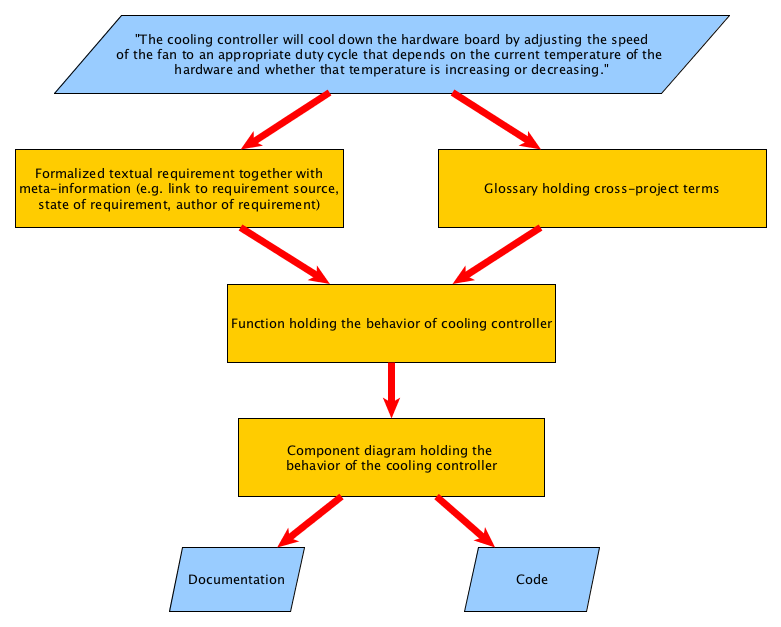 "The cooling controller will cool down the hardware board by adjusting the speed
of the fan to an appropriate duty cycle that depends on the current temperature of the
hardware and whether that temperature is increasing or decreasing."
Formalized textual requirement together with
meta-information (e.g. link to requirement source,
state of requirement, author of requirement)
Glossary holding cross-project terms
Function holding the behavior of cooling controller
Component diagram holding the
behavior of the cooling controller
Documentation
Code